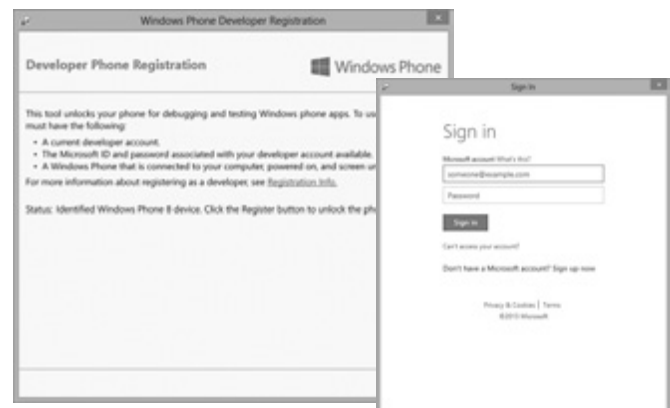 Windows Phone Developer Registration
Developer Phone Registration
Windows Phone
This tool unlocks your phone for debugging and testing Windows phone apps. To us
must have the following:
• A current developer account.
• The Microsoft ID and password associated with your developer account available.
• A Windows Phone that is connected to your computer, powered on, and screen un
For more information about registering as a developer, see Registration Info.
Status: Identified Windows Phone 8 device. Click the Register button to unlock the ph
Sign in
Sign in
Microsoft account What's this?
someone@example.com
Password
Sign in
Can't access your account?
Don't have a Microsoft account? Sign up now
Privacy & Cookies | Terms
©2013 Microsoft